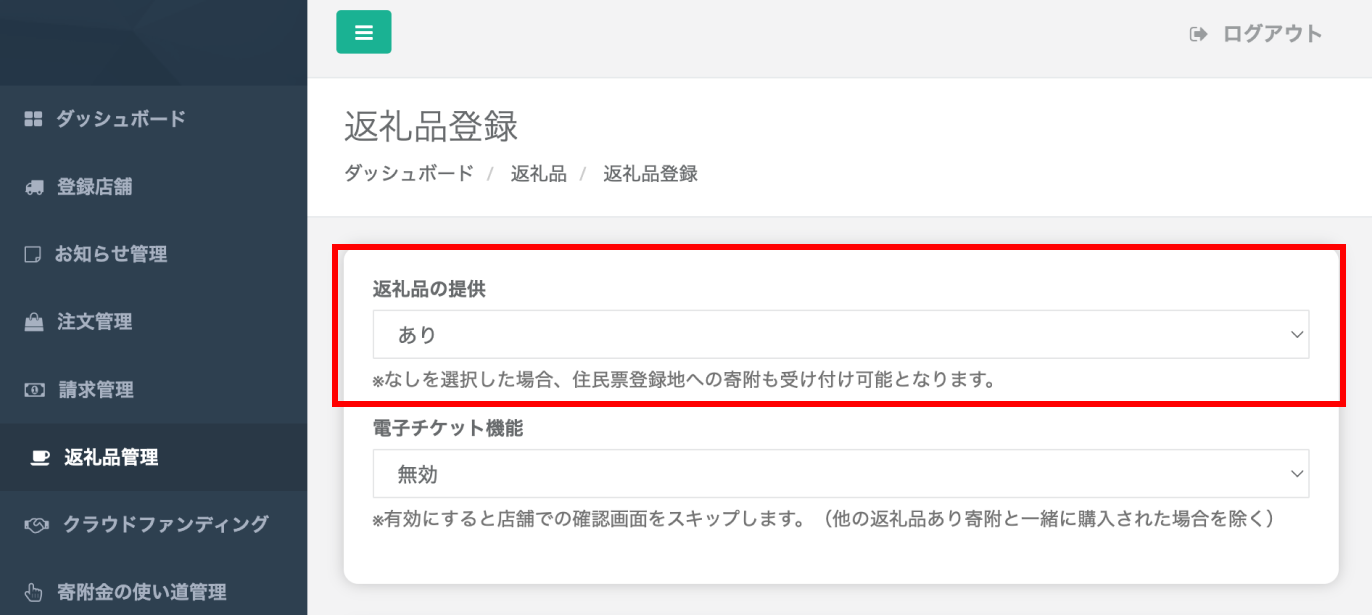 ログアウト
ダッシュボード
登録店舗
お知らせ管理
注文管理
請求管理
返礼品管理
クラウドファンディング
寄附金の使い道管理
返礼品登録
ダッシュボード / 返礼品 / 返礼品登録
返礼品の提供
あり
※なしを選択した場合、住民票登録地への寄附も受け付け可能となります。
電子チケット機能
無効
※有効にすると店舗での確認画面をスキップします。（他の返礼品あり寄附と一緒に購入された場合を除く）